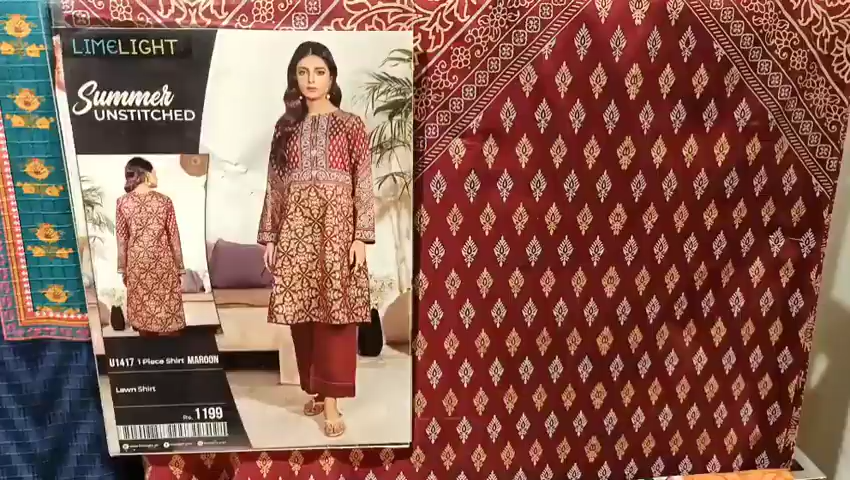 LIMELIGHT
Summer
UNSTITCHED
U1417 1 Piece Shirt MAROON
Lawn Shirt
Rs. 1199